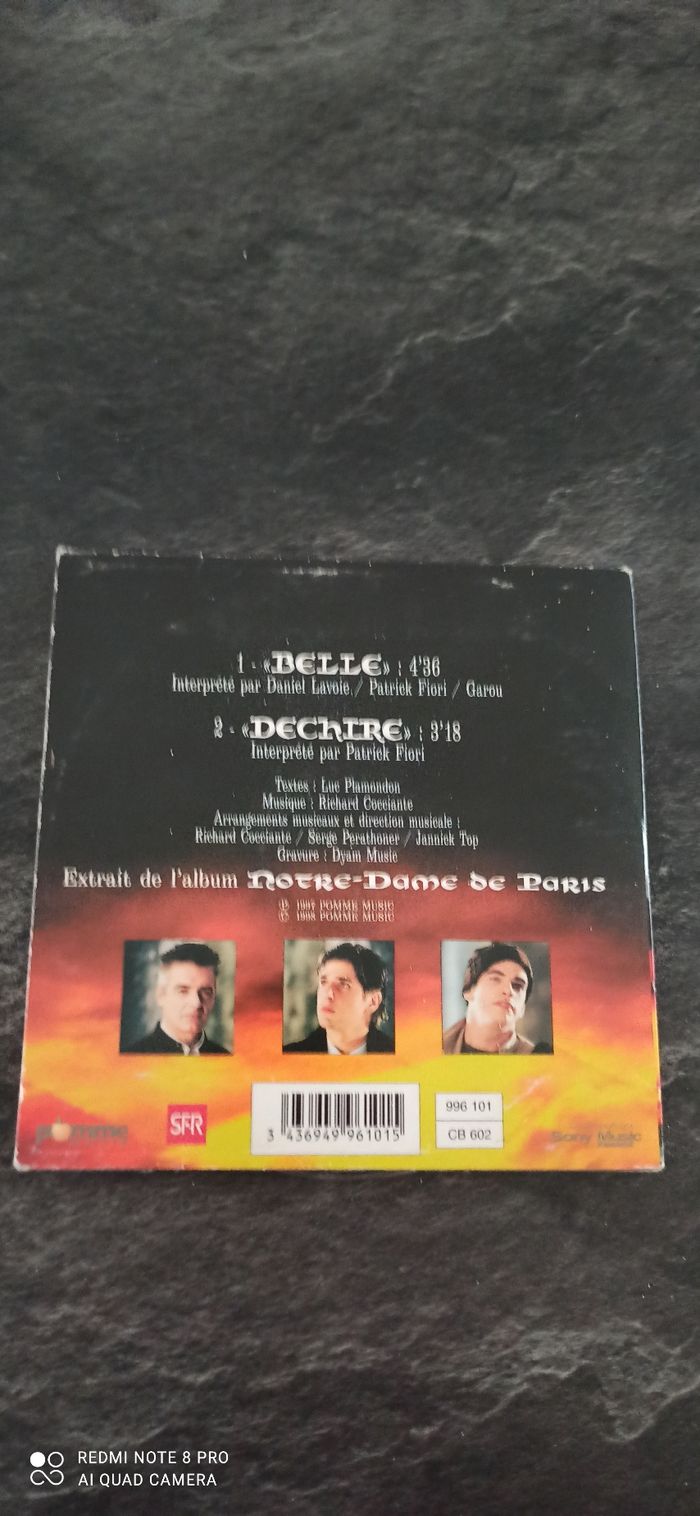 1 - «BELLE» : 4'36
Interprété par Daniel Lavoie / Patrick Fiori / Garou
2 - «DECHIRE» : 3'18
Interprété par Patrick Fiori
Textes : Luc Plamondon
Musique : Richard Cocciante
Arrangements musicaux et direction musicale :
Richard Cocciante / Serge Perathoner / Jannick Top
Gravure : Dyam Music
Extrait de l'album NOTRE-DAME DE PARIS
℗ 1997 POMME MUSIC
© 1998 POMME MUSIC
pomme
SFR
3 436949 961015
996 101
CB 602
Sony Music
REDMI NOTE 8 PRO
AI QUAD CAMERA